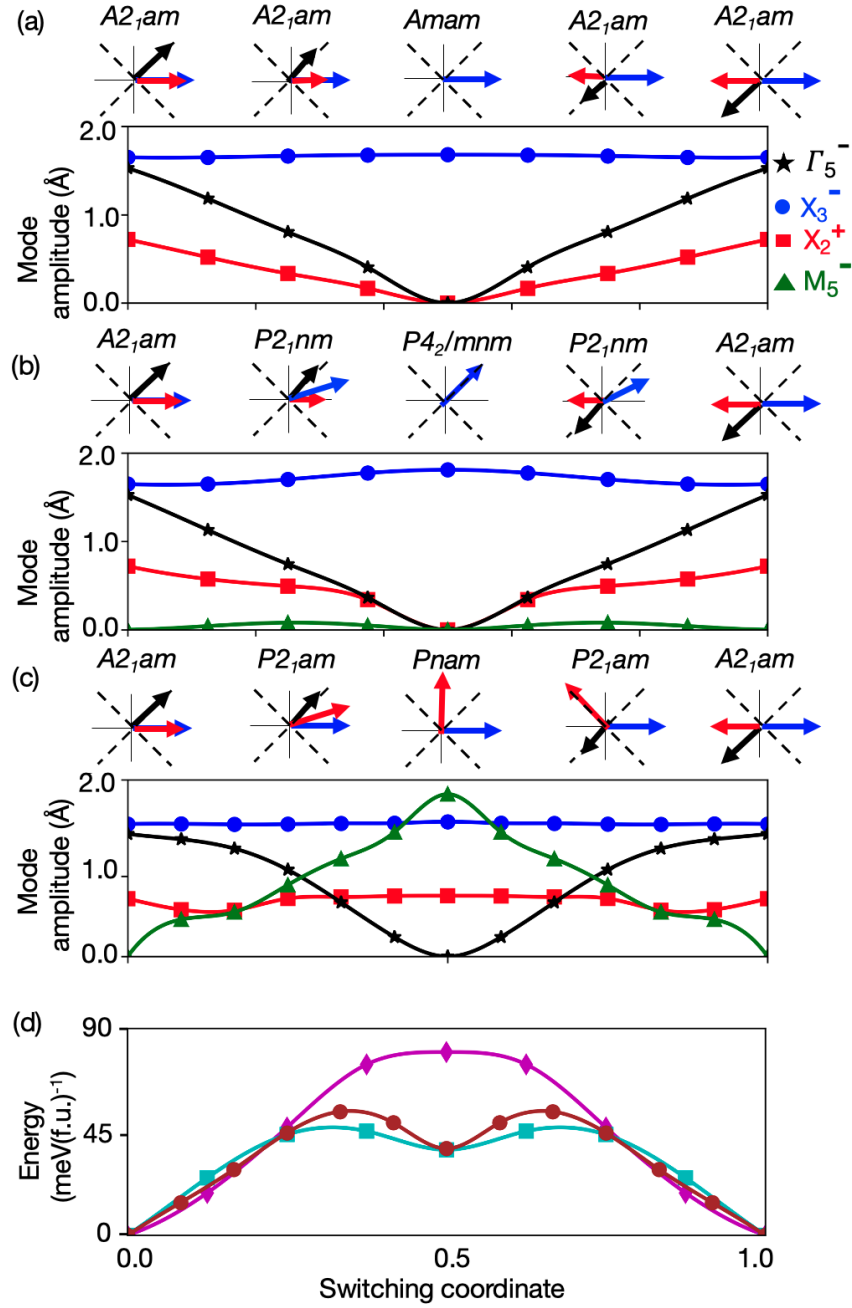 (a) A2₁am A2₁am Amam A2₁am A2₁am
2.0
1.0
0.0
Mode amplitude (Å)
Γ₅⁻
X₃⁻
X₂⁺
M₅⁻
(b) A2₁am P2₁nm P4₂/mnm P2₁nm A2₁am
2.0
1.0
0.0
Mode amplitude (Å)
(c) A2₁am P2₁am Pnam P2₁am A2₁am
2.0
1.0
0.0
Mode amplitude (Å)
(d)
90
45
0
Energy (meV(f.u.)⁻¹)
0.0 0.5 1.0
Switching coordinate